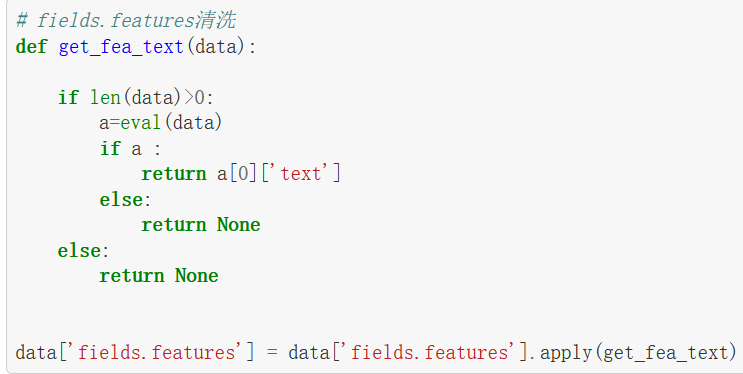 # fields.features清洗
def get_fea_text(data):
    if len(data)>0:
        a=eval(data)
        if a :
            return a[0]['text']
        else:
            return None
    else:
        return None
data['fields.features'] = data['fields.features'].apply(get_fea_text)